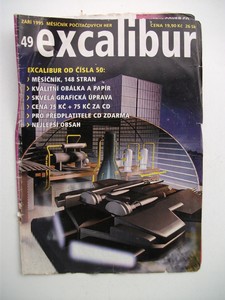 ZÁŘÍ 1995 MĚSÍČNÍK POČÍTAČOVÝCH HER
CENA 19,90 Kč
49 excalibur
EXCALIBUR OD ČÍSLA 50:
> MĚSÍČNÍK, 148 STRAN
> KVALITNÍ OBÁLKA A PAPÍR
> SKVĚLÁ GRAFICKÁ ÚPRAVA
> CENA 75 KČ + 75 KČ ZA CD
> PRO PŘEDPLATITELE CD ZDARMA
> NEJLEPŠÍ OBSAH